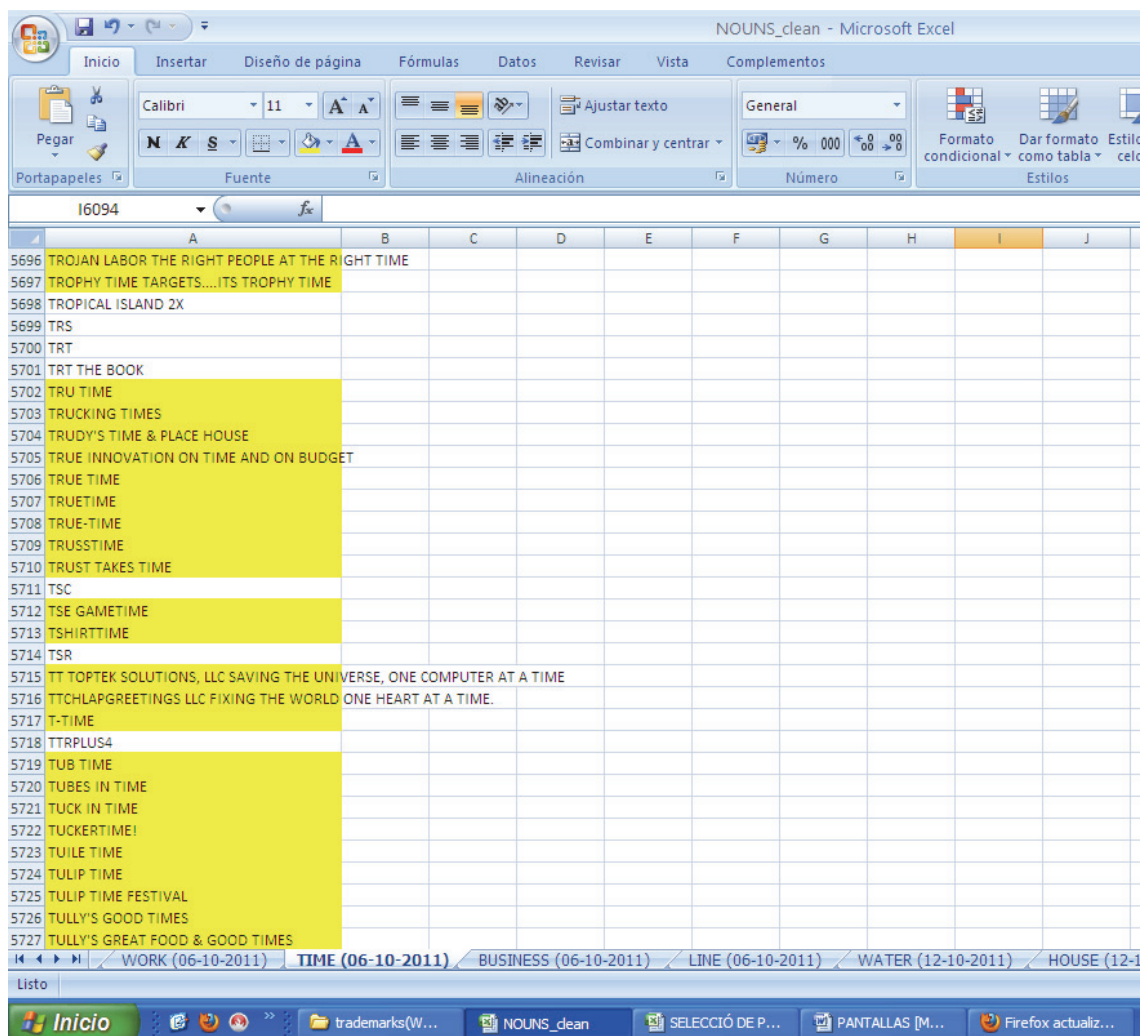 NOUNS_clean - Microsoft Excel
Inicio Insertar Diseño de página Fórmulas Datos Revisar Vista Complementos
Calibri 11 A A Ajustar texto General
Pegar N K S A Combinar y centrar % 000 Formato condicional Dar formato como tabla Estilo celd
Portapapeles Fuente Alineación Número Estilos
I6094 fx
A B C D E F G H I J
5696 TROJAN LABOR THE RIGHT PEOPLE AT THE RIGHT TIME
5697 TROPHY TIME TARGETS....ITS TROPHY TIME
5698 TROPICAL ISLAND 2X
5699 TRS
5700 TRT
5701 TRT THE BOOK
5702 TRU TIME
5703 TRUCKING TIMES
5704 TRUDY'S TIME & PLACE HOUSE
5705 TRUE INNOVATION ON TIME AND ON BUDGET
5706 TRUE TIME
5707 TRUETIME
5708 TRUE-TIME
5709 TRUSSTIME
5710 TRUST TAKES TIME
5711 TSC
5712 TSE GAMETIME
5713 TSHIRTTIME
5714 TSR
5715 TT TOPTEK SOLUTIONS, LLC SAVING THE UNIVERSE, ONE COMPUTER AT A TIME
5716 TTCHLAPGREETINGS LLC FIXING THE WORLD ONE HEART AT A TIME.
5717 T-TIME
5718 TTRPLUS4
5719 TUB TIME
5720 TUBES IN TIME
5721 TUCK IN TIME
5722 TUCKERTIME!
5723 TUILE TIME
5724 TULIP TIME
5725 TULIP TIME FESTIVAL
5726 TULLY'S GOOD TIMES
5727 TULLY'S GREAT FOOD & GOOD TIMES
WORK (06-10-2011) TIME (06-10-2011) BUSINESS (06-10-2011) LINE (06-10-2011) WATER (12-10-2011) HOUSE (12-1
Listo
Inicio trademarks(W... NOUNS_clean SELECCIÓ DE P... PANTALLAS [M... Firefox actualiz...